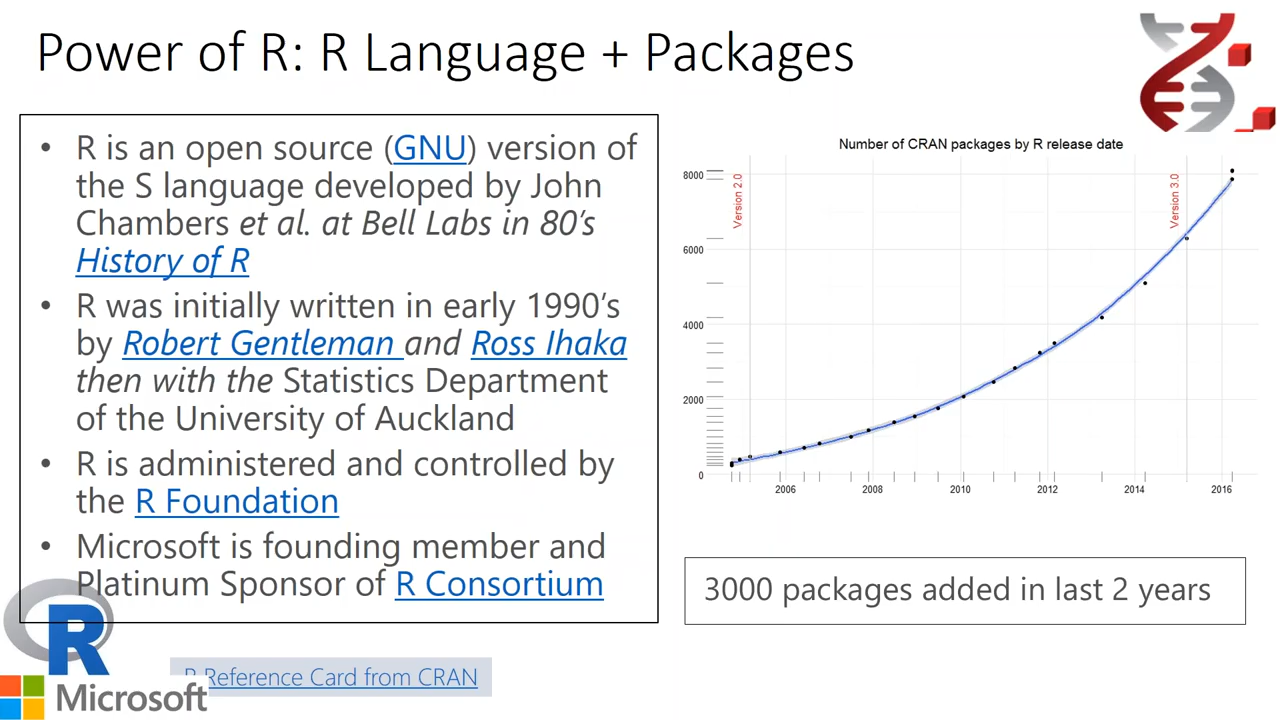 Power of R: R Language + Packages
• R is an open source (GNU) version of
the S language developed by John
Chambers et al. at Bell Labs in 80’s
History of R
• R was initially written in early 1990’s
by Robert Gentleman and Ross Ihaka
then with the Statistics Department
of the University of Auckland
• R is administered and controlled by
the R Foundation
• Microsoft is founding member and
Platinum Sponsor of R Consortium
R
R Reference Card from CRAN
Microsoft
Number of CRAN packages by R release date
8000
6000
4000
2000
0
Version 2.0
Version 3.0
2006 2008 2010 2012 2014 2016
3000 packages added in last 2 years